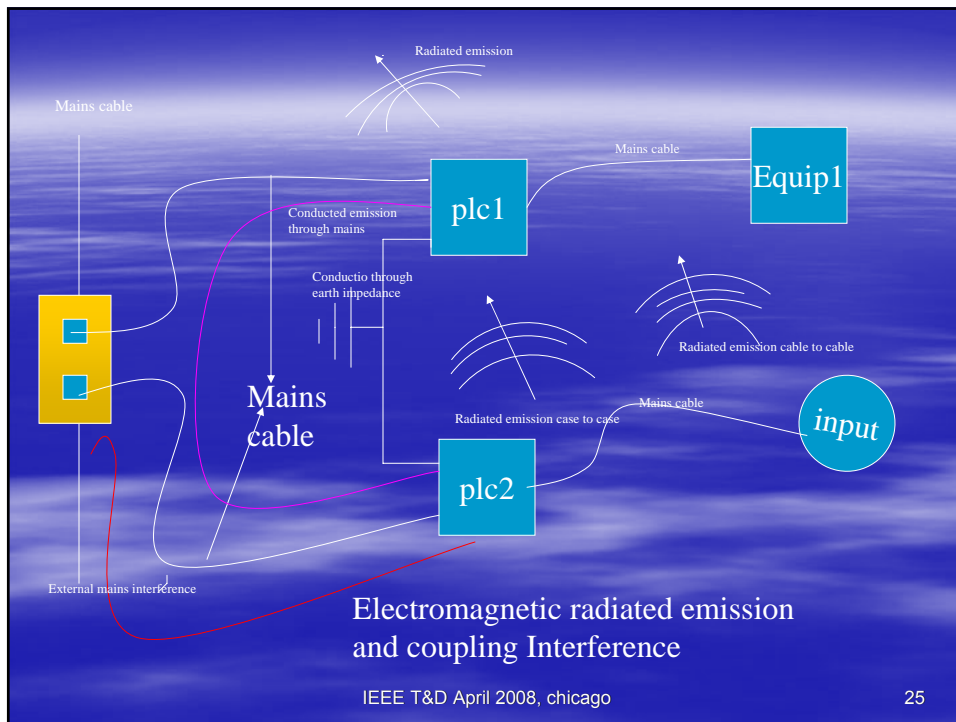 Radiated emission
Mains cable
Mains cable
Equip1
plc1
Conducted emission
through mains
Conductio through
earth impedance
Radiated emission cable to cable
Mains
cable
Radiated emission case to case
Mains cable
input
plc2
External mains interference
Electromagnetic radiated emission
and coupling Interference
IEEE T&D April 2008, chicago
25